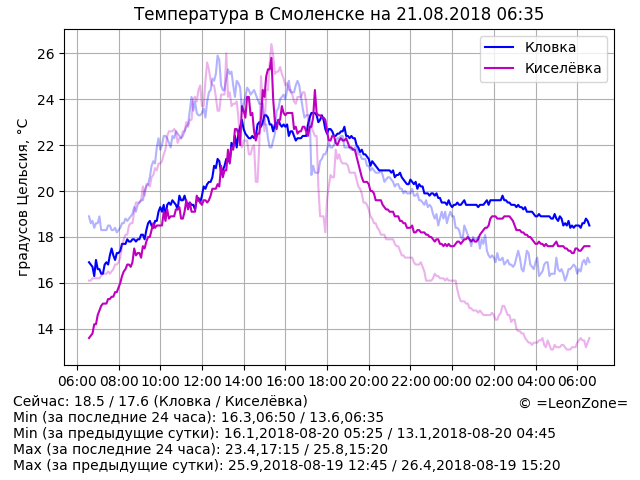 Температура в Смоленске на 21.08.2018 06:35
градусов Цельсия, °C
26
24
22
20
18
16
14
Кловка
Киселёвка
06:00 08:00 10:00 12:00 14:00 16:00 18:00 20:00 22:00 00:00 02:00 04:00 06:00
Сейчас: 18.5 / 17.6 (Кловка / Киселёвка)
© =LeonZone=
Min (за последние 24 часа): 16.3,06:50 / 13.6,06:35
Min (за предыдущие сутки): 16.1,2018-08-20 05:25 / 13.1,2018-08-20 04:45
Max (за последние 24 часа): 23.4,17:15 / 25.8,15:20
Max (за предыдущие сутки): 25.9,2018-08-19 12:45 / 26.4,2018-08-19 15:20